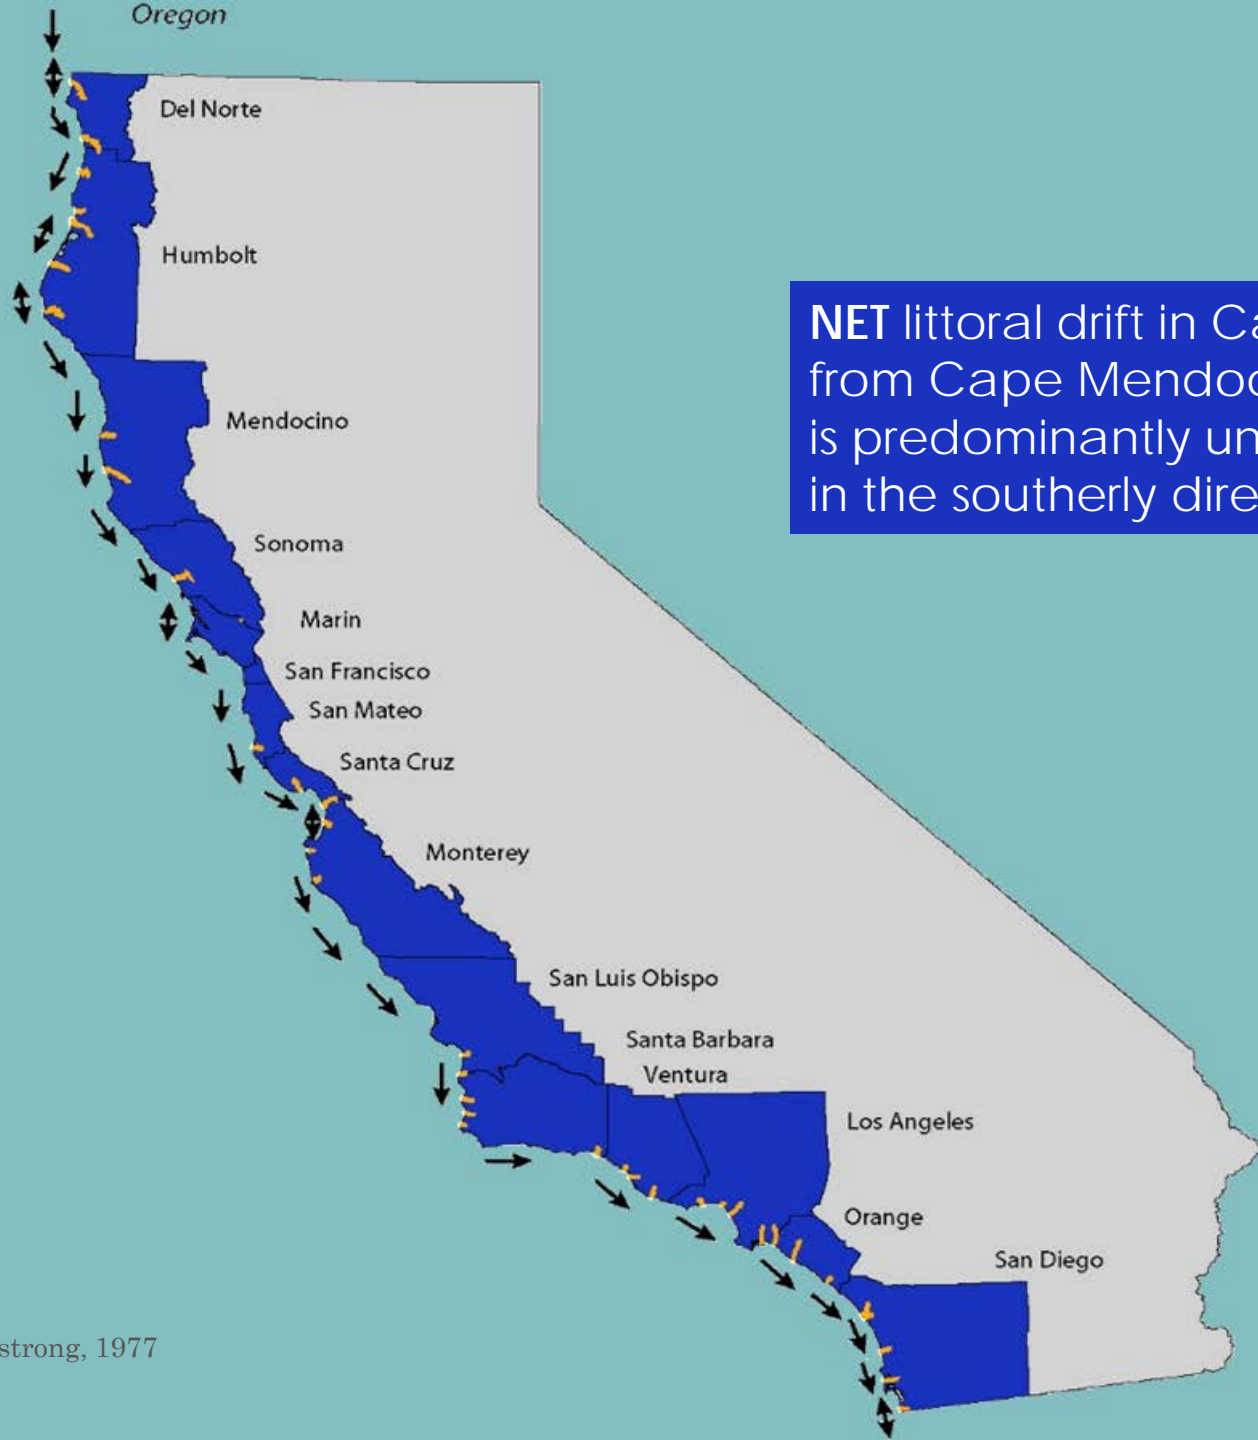 Oregon
Del Norte
Humbolt
NET littoral drift in Ca
from Cape Mendoc
is predominantly un
in the southerly dire
Mendocino
Sonoma
Marin
San Francisco
San Mateo
Santa Cruz
Monterey
San Luis Obispo
Santa Barbara
Ventura
Los Angeles
Orange
San Diego
strong, 1977